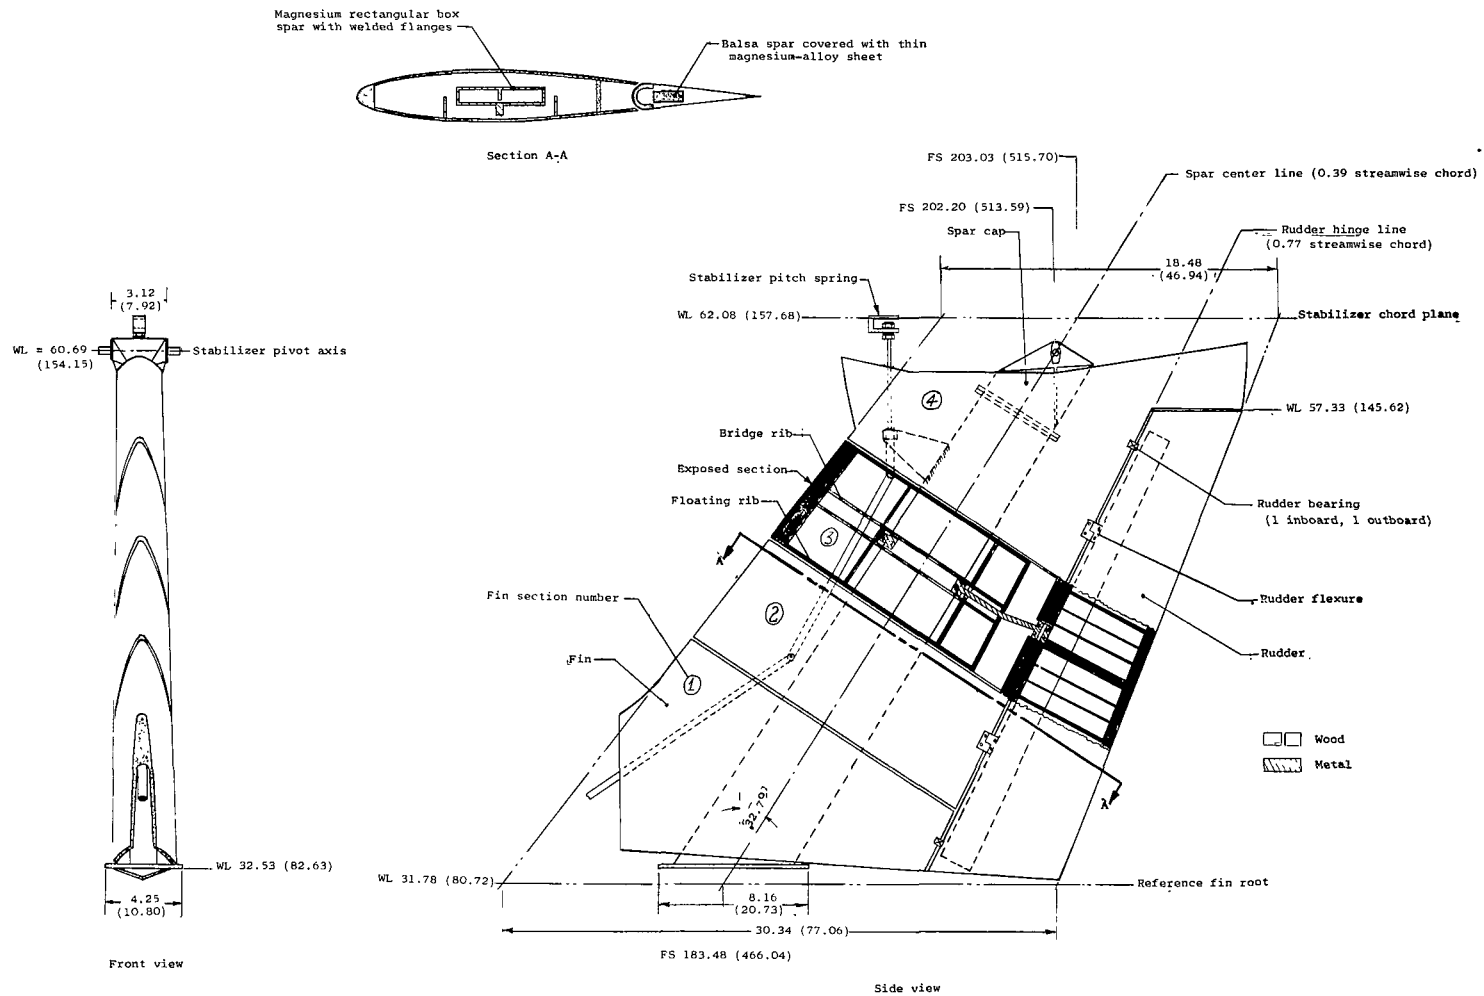 Magnesium rectangular box
spar with welded flanges
Balsa spar covered with thin
magnesium-alloy sheet
Section A-A
FS 203.03 (515.70)
Spar center line (0.39 streamwise chord)
FS 202.20 (513.59)
Spar cap
Rudder hinge line
(0.77 streamwise chord)
18.48
(46.94)
Stabilizer pitch spring
WL 62.08 (157.68)
Stabilizer chord plane
3.12
(7.92)
WL = 60.69
(154.15)
Stabilizer pivot axis
4
WL 57.33 (145.62)
Bridge rib
Exposed section
Floating rib
3
Rudder bearing
(1 inboard, 1 outboard)
A
Fin section number
2
Rudder flexure
Fin
1
Rudder
Wood
Metal
A
32.79
WL 32.53 (82.63)
WL 31.78 (80.72)
Reference fin root
4.25
(10.80)
8.16
(20.73)
30.34 (77.06)
FS 183.48 (466.04)
Front view
Side view